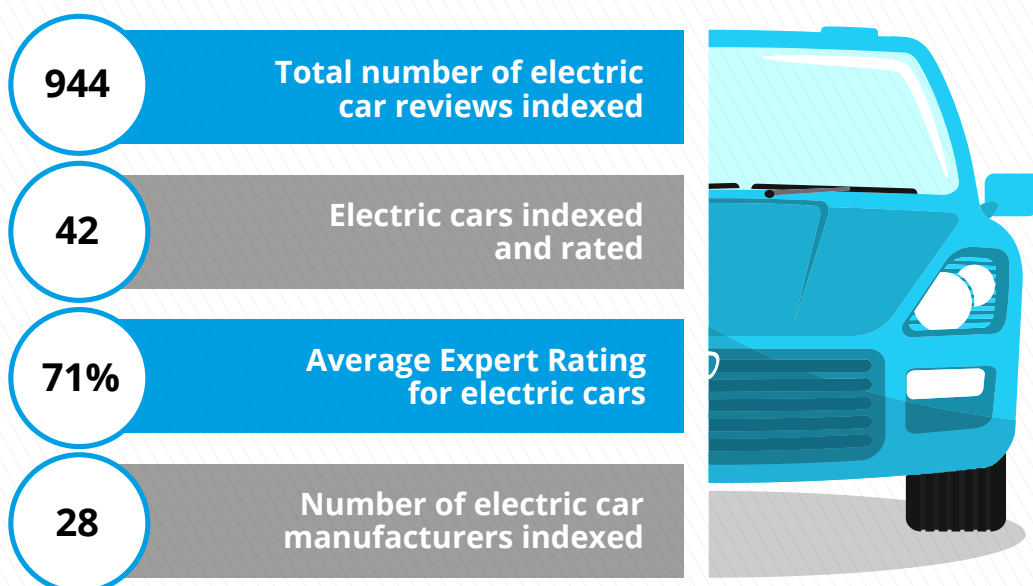 944
Total number of electric
car reviews indexed
42
Electric cars indexed
and rated
71%
Average Expert Rating
for electric cars
28
Number of electric car
manufacturers indexed